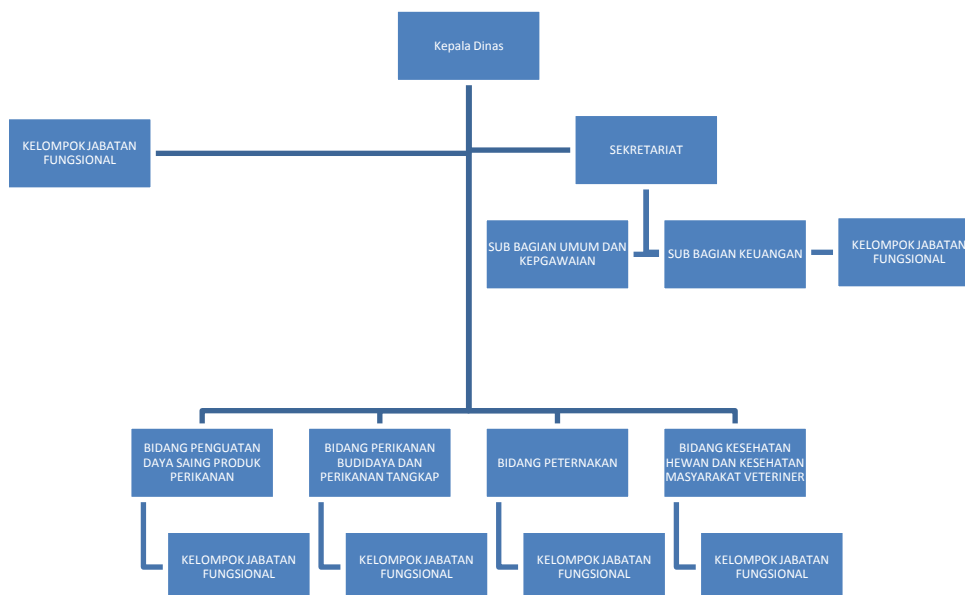 Kepala Dinas
KELOMPOK JABATAN
FUNGSIONAL
SEKRETARIAT
SUB BAGIAN UMUM DAN
KEPGAWAIAN
SUB BAGIAN KEUANGAN
KELOMPOK JABATAN
FUNGSIONAL
BIDANG PENGUATAN
DAYA SAING PRODUK
PERIKANAN
BIDANG PERIKANAN
BUDIDAYA DAN
PERIKANAN TANGKAP
BIDANG PETERNAKAN
BIDANG KESEHATAN
HEWAN DAN KESEHATAN
MASYARAKAT VETERINER
KELOMPOK JABATAN
FUNGSIONAL
KELOMPOK JABATAN
FUNGSIONAL
KELOMPOK JABATAN
FUNGSIONAL
KELOMPOK JABATAN
FUNGSIONAL